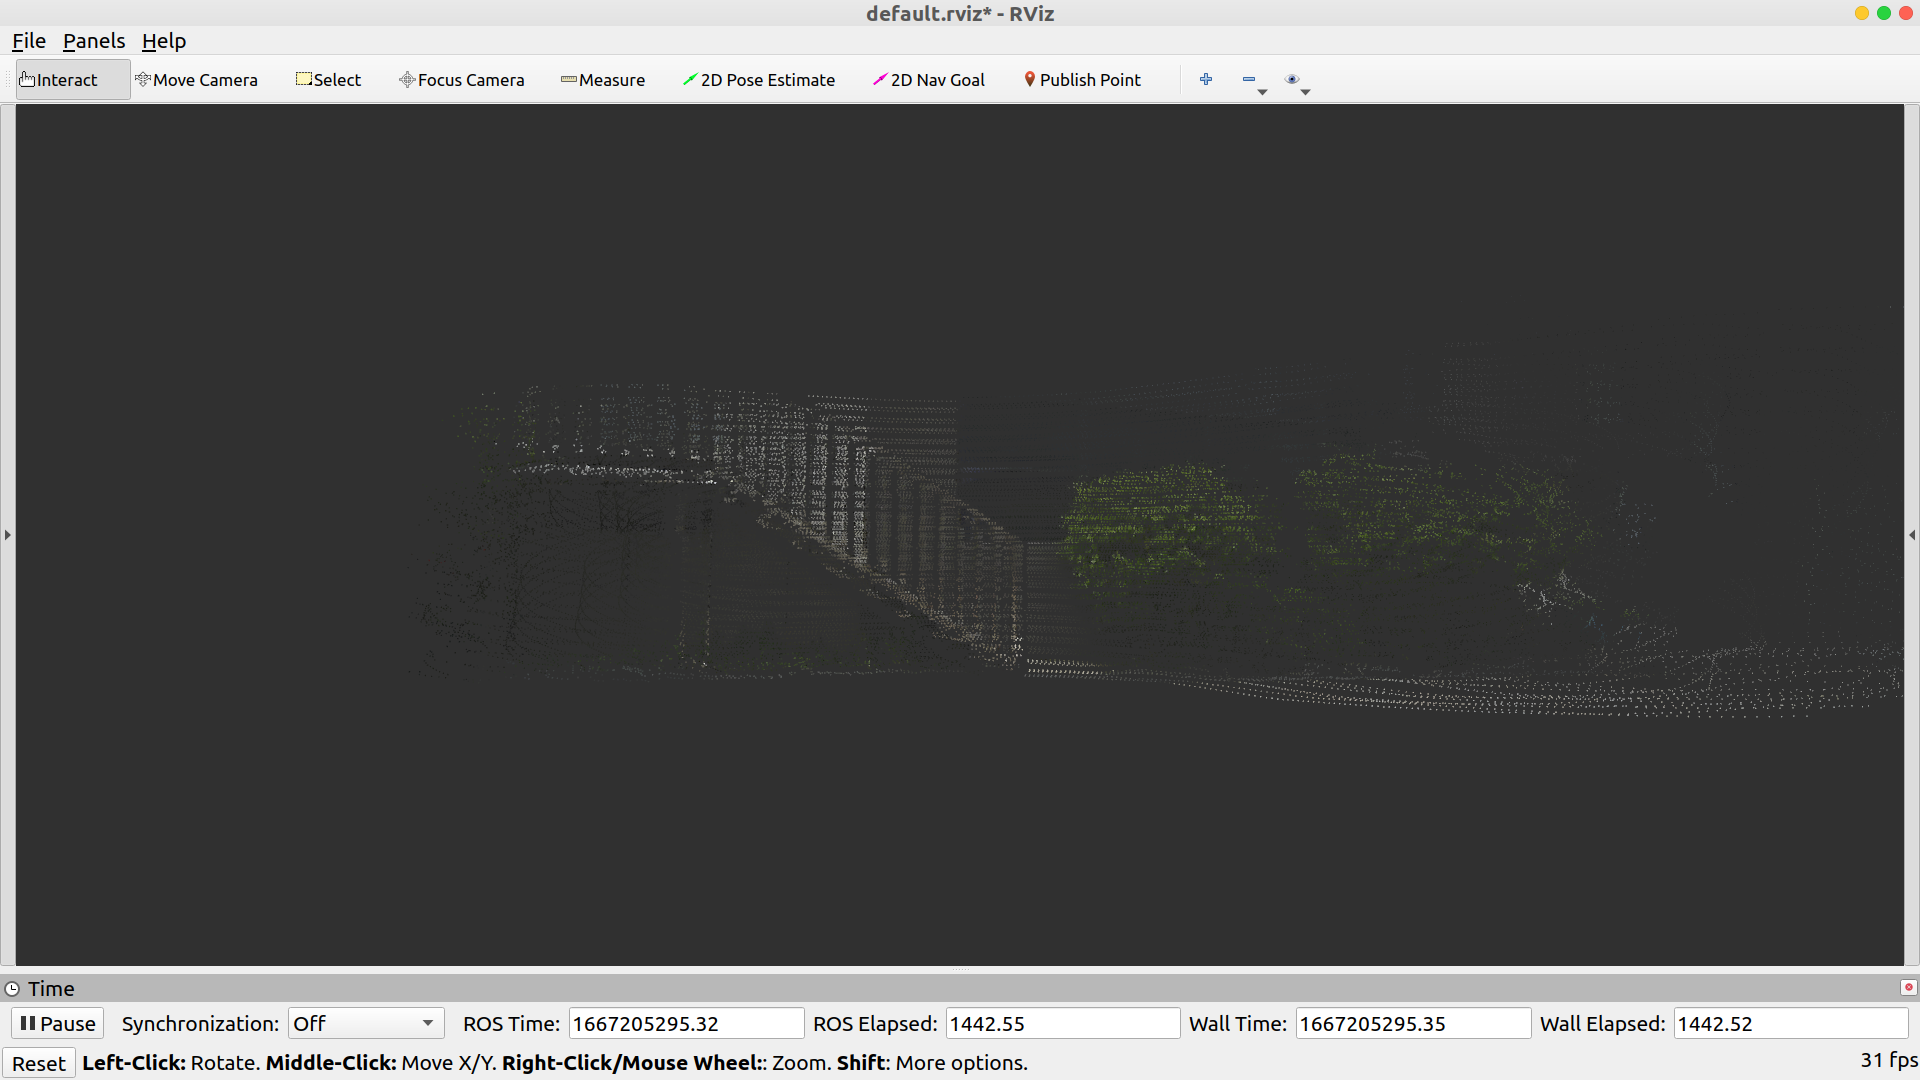 default.rviz* - RViz
File Panels Help
Interact Move Camera Select Focus Camera Measure 2D Pose Estimate 2D Nav Goal Publish Point
Time
Pause Synchronization: Off ROS Time: 1667205295.32 ROS Elapsed: 1442.55 Wall Time: 1667205295.35 Wall Elapsed: 1442.52
Reset Left-Click: Rotate. Middle-Click: Move X/Y. Right-Click/Mouse Wheel:: Zoom. Shift: More options. 31 fps